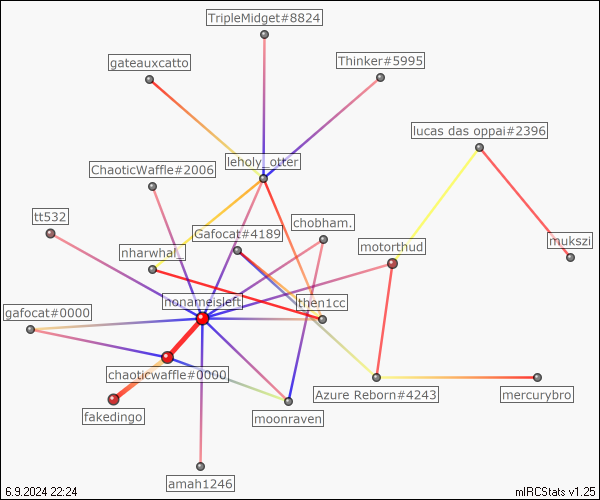 TripleMidget#8824
gateauxcatto
Thinker#5995
lucas das oppai#2396
leholy_otter
ChaoticWaffle#2006
tt532
chobham.
Gafocat#4189
nharwhal_
motorthud
mukszi
nonameisleft
then1cc
gafocat#0000
chaoticwaffle#0000
Azure Reborn#4243
mercurybro
fakedingo
moonraven
amah1246
6.9.2024 22:24
mIRCStats v1.25